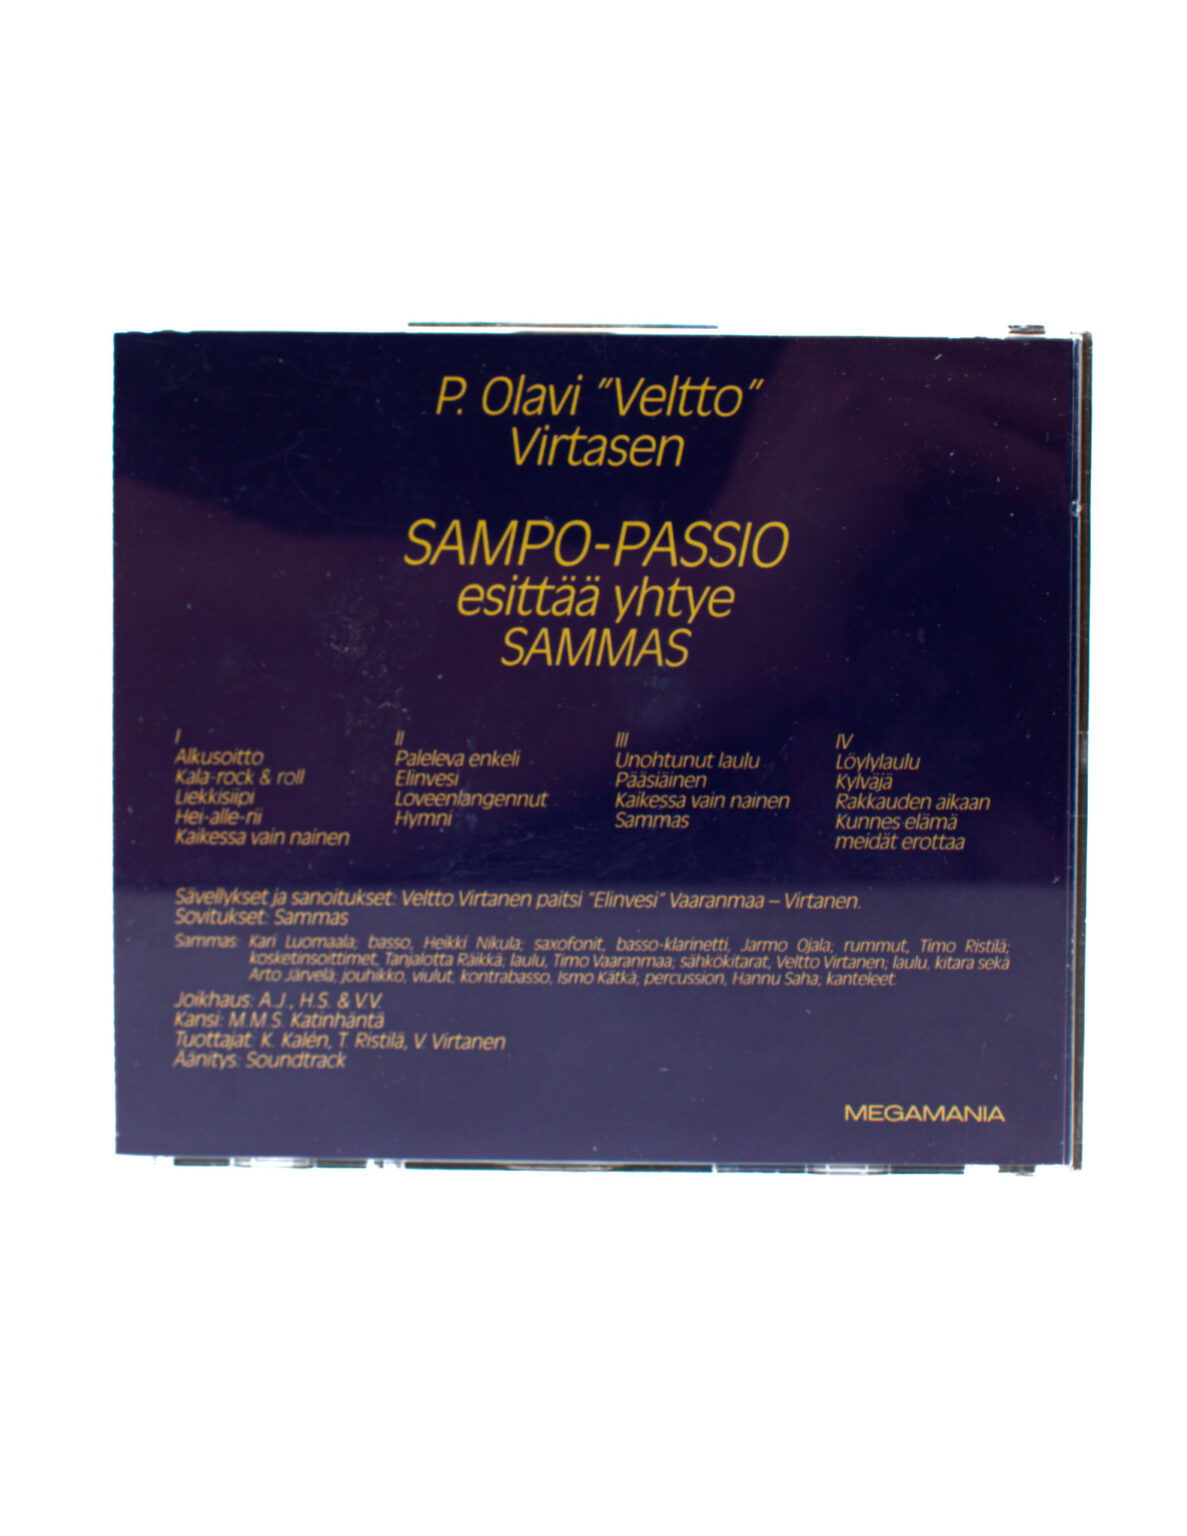 P. Olavi "Veltto"
Virtasen
SAMPO-PASSIO
esittää yhtye
SAMMAS
I
Alkusoitto
Kala-rock & roll
Liekkisiipi
Hei-alle-rii
Kaikessa vain nainen
II
Paleleva enkeli
Elinvesi
Loveenlangennut
Hymni
III
Unohtunut laulu
Pääsiäinen
Kaikessa vain nainen
Sammas
IV
Löylylaulu
Kylväjä
Rakkauden aikaan
Kunnes elämä
meidät erottaa
Sävellykset ja sanoitukset: Veltto Virtanen paitsi "Elinvesi" Vaaranmaa – Virtanen.
Sovitukset: Sammas
Sammas: Kari Luomaala; basso, Heikki Nikula; saxofonit, basso-klarinetti, Jarmo Ojala; rummut, Timo Ristilä;
kosketinsoittimet, Tanjalotta Räikkä; laulu, Timo Vaaranmaa; sähkökitarat, Veltto Virtanen; laulu, kitara sekä
Arto Järvelä; jouhikko, viulut, kontrabasso, Ismo Kätkä; percussion, Hannu Saha; kanteleet.
Joikhaus: A.J., H.S. & V.V.
Kansi: M.M.S. Katinhäntä
Tuottajat: K. Kalén, T. Ristilä, V. Virtanen
Äänitys: Soundtrack
MEGAMANIA